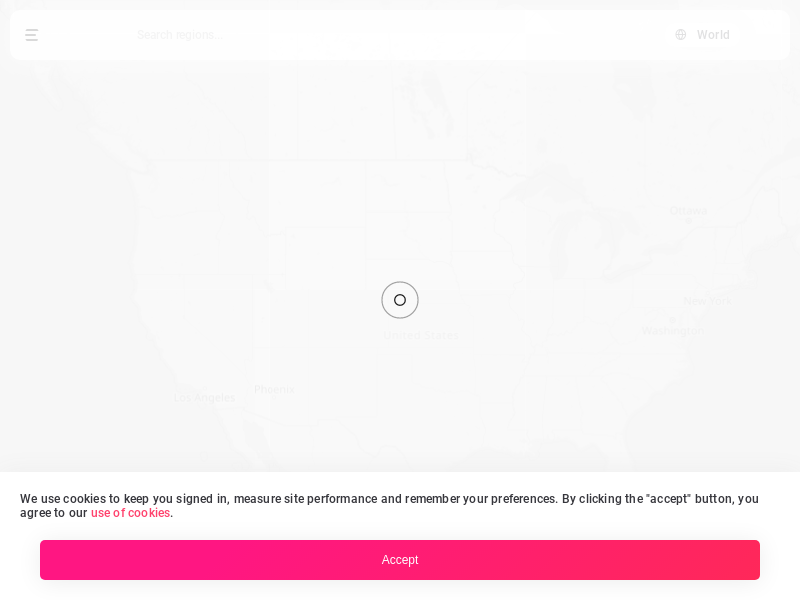 Search regions...
World
Ottawa
New York
United States
Washington
Phoenix
Los Angeles
We use cookies to keep you signed in, measure site performance and remember your preferences. By clicking the "accept" button, you
agree to our use of cookies.
Accept